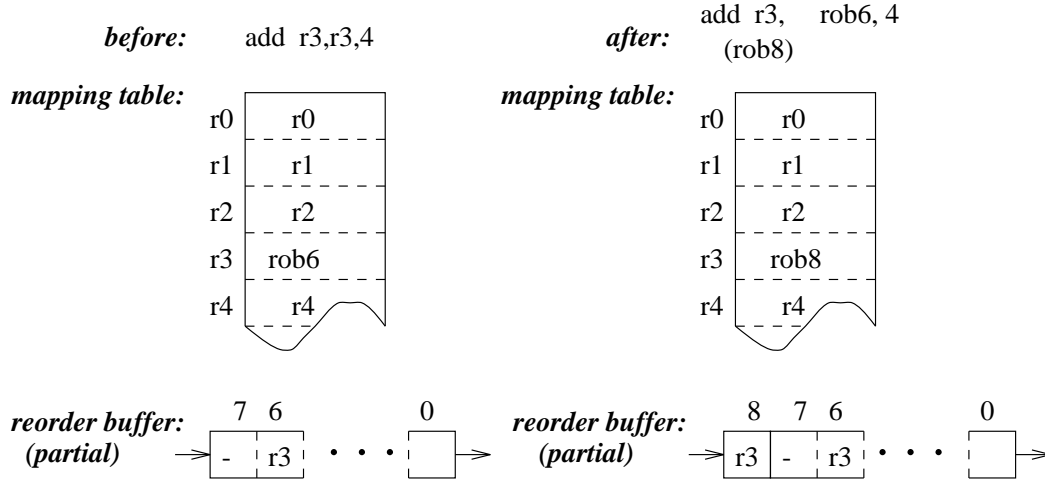 before: add r3,r3,4
mapping table:
r0 r0
r1 r1
r2 r2
r3 rob6
r4 r4
reorder buffer: 7 6 0
(partial) - r3 • • •
after: add r3, rob6, 4
(rob8)
mapping table:
r0 r0
r1 r1
r2 r2
r3 rob8
r4 r4
reorder buffer: 8 7 6 0
(partial) r3 - r3 • • •